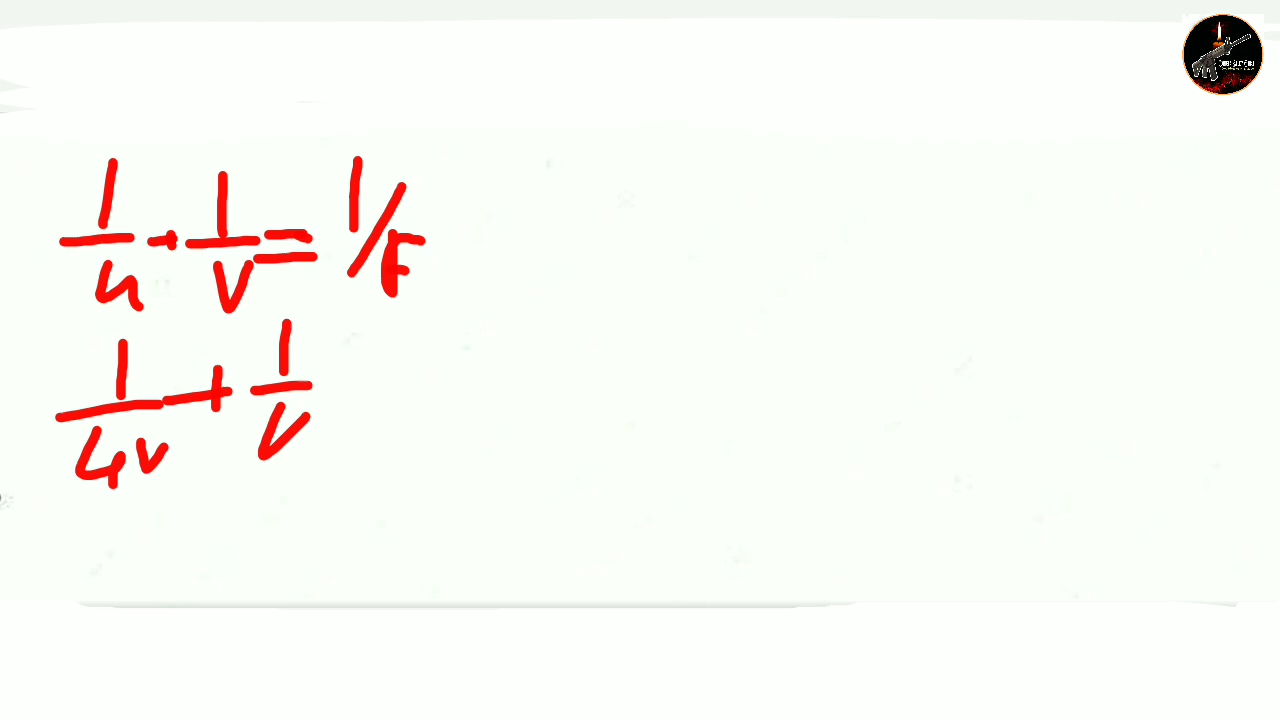 1/u + 1/v = 1/F
1/4v + 1/v